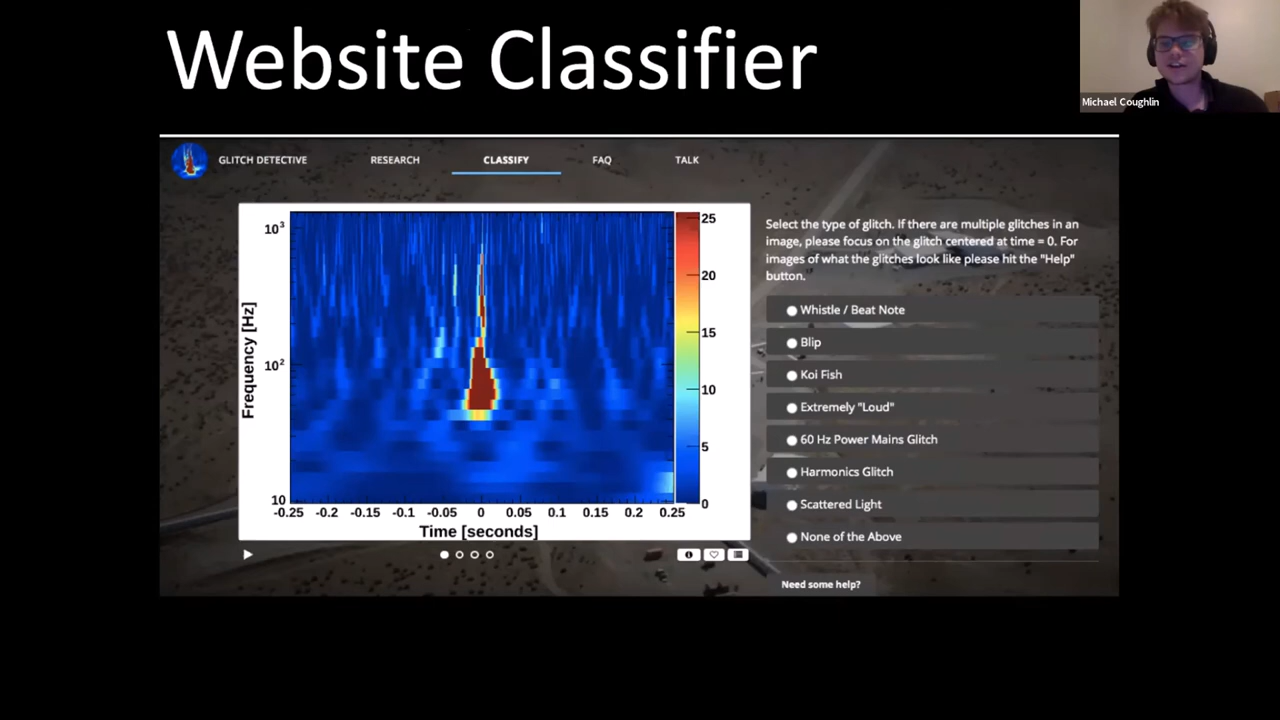 Website Classifier
Michael Coughlin
GLITCH DETECTIVE RESEARCH CLASSIFY FAQ TALK
Select the type of glitch. If there are multiple glitches in an
image, please focus on the glitch centered at time = 0. For
images of what the glitches look like please hit the "Help"
button.
Whistle / Beat Note
Blip
Koi Fish
Extremely "Loud"
60 Hz Power Mains Glitch
Harmonics Glitch
Scattered Light
None of the Above
Need some help?
Frequency [Hz]
10³
10²
10
-0.25 -0.2 -0.15 -0.1 -0.05 0 0.05 0.1 0.15 0.2 0.25
Time [seconds]
25
20
15
10
5
0